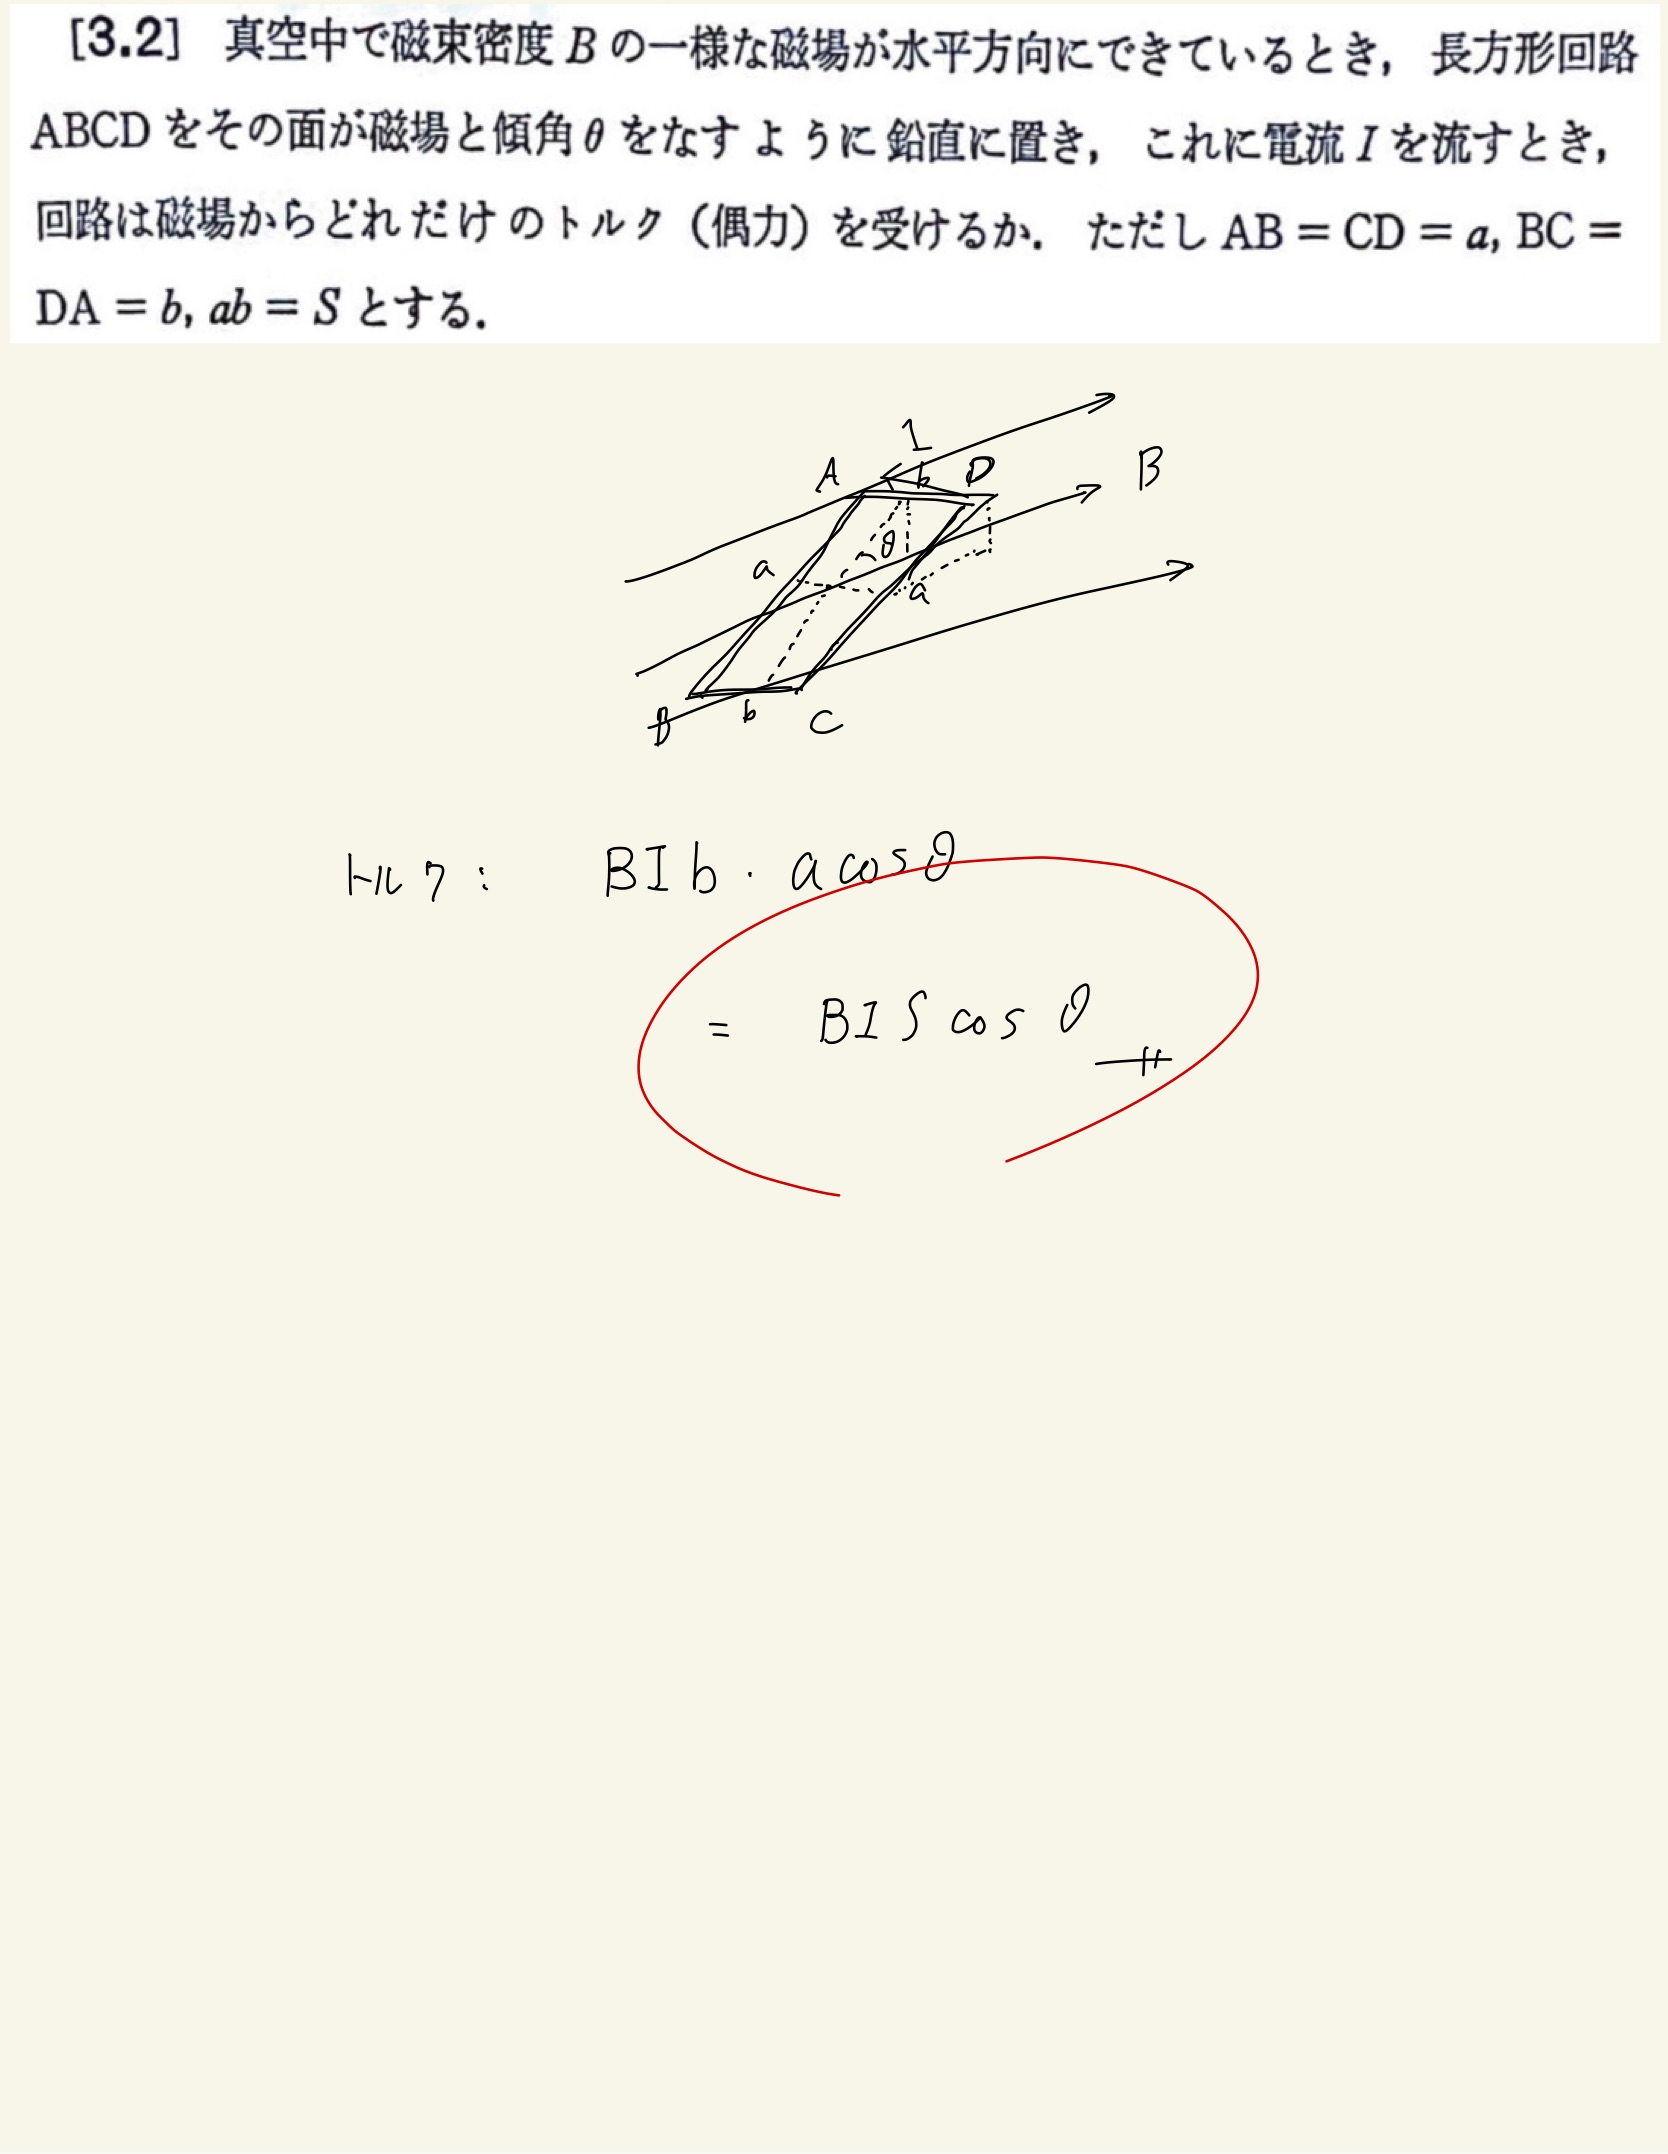 [3.2] 真空中で磁束密度 B の一様な磁場が水平方向にできているとき, 長方形回路
ABCD をその面が磁場と傾角 θ をなすように鉛直に置き, これに電流 I を流すとき,
回路は磁場からどれだけのトルク (偶力) を受けるか. ただし AB = CD = a, BC =
DA = b, ab = S とする.
I
A b D B
θ
a a
B b C
トルク: BIb・a cosθ
= BIS cos θ